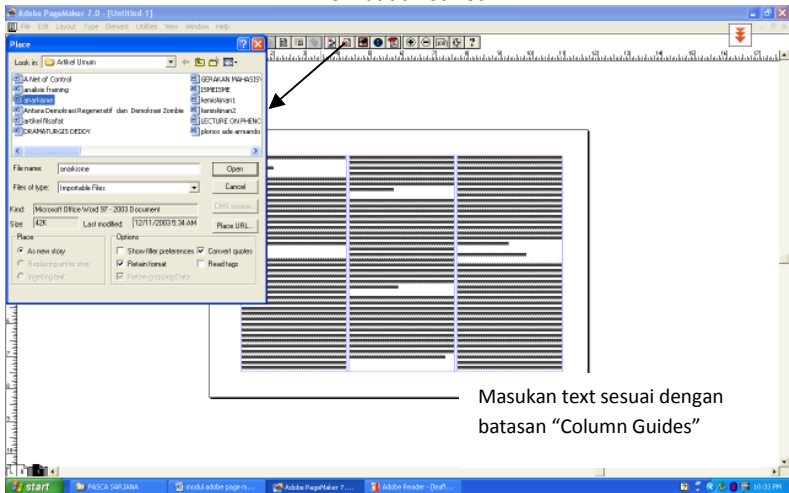 Adobe PageMaker 7.0 - [Untitled-1]
File Edit Layout Type Element Utilities View Window Help
Place
Look in: Artikel Umum
A Net of Control
analisis framing
anarkisme
Antara Demokrasi Regeneratif dan Demokrasi Zombie
artikel filsafat
DRAMATURGIS DEDDY
GERAKAN MAHASIS
ISMEISME
kemiskinan1
kemiskinan2
LECTURE ON PHENO
plonco ade armando
File name: anarkisme Open
Files of type: Importable Files Cancel
Kind: Microsoft Office Word 97 - 2003 Document CMS source...
Size: 42K Last modified: 12/11/2003 5:34 AM Place URL...
Place Options
As new story Show filter preferences Convert quotes
Replacing entire story Retain format Read tags
Inserting text Retain cropping Data
Masukan text sesuai dengan
batasan “Column Guides”
start PASCA SARJANA modul adobe page m... Adobe PageMaker 7.... Adobe Reader - [leafl... 10:03 PM